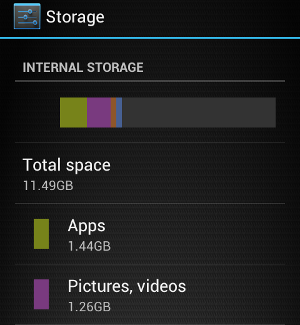 Storage
INTERNAL STORAGE
Total space
11.49GB
Apps
1.44GB
Pictures, videos
1.26GB